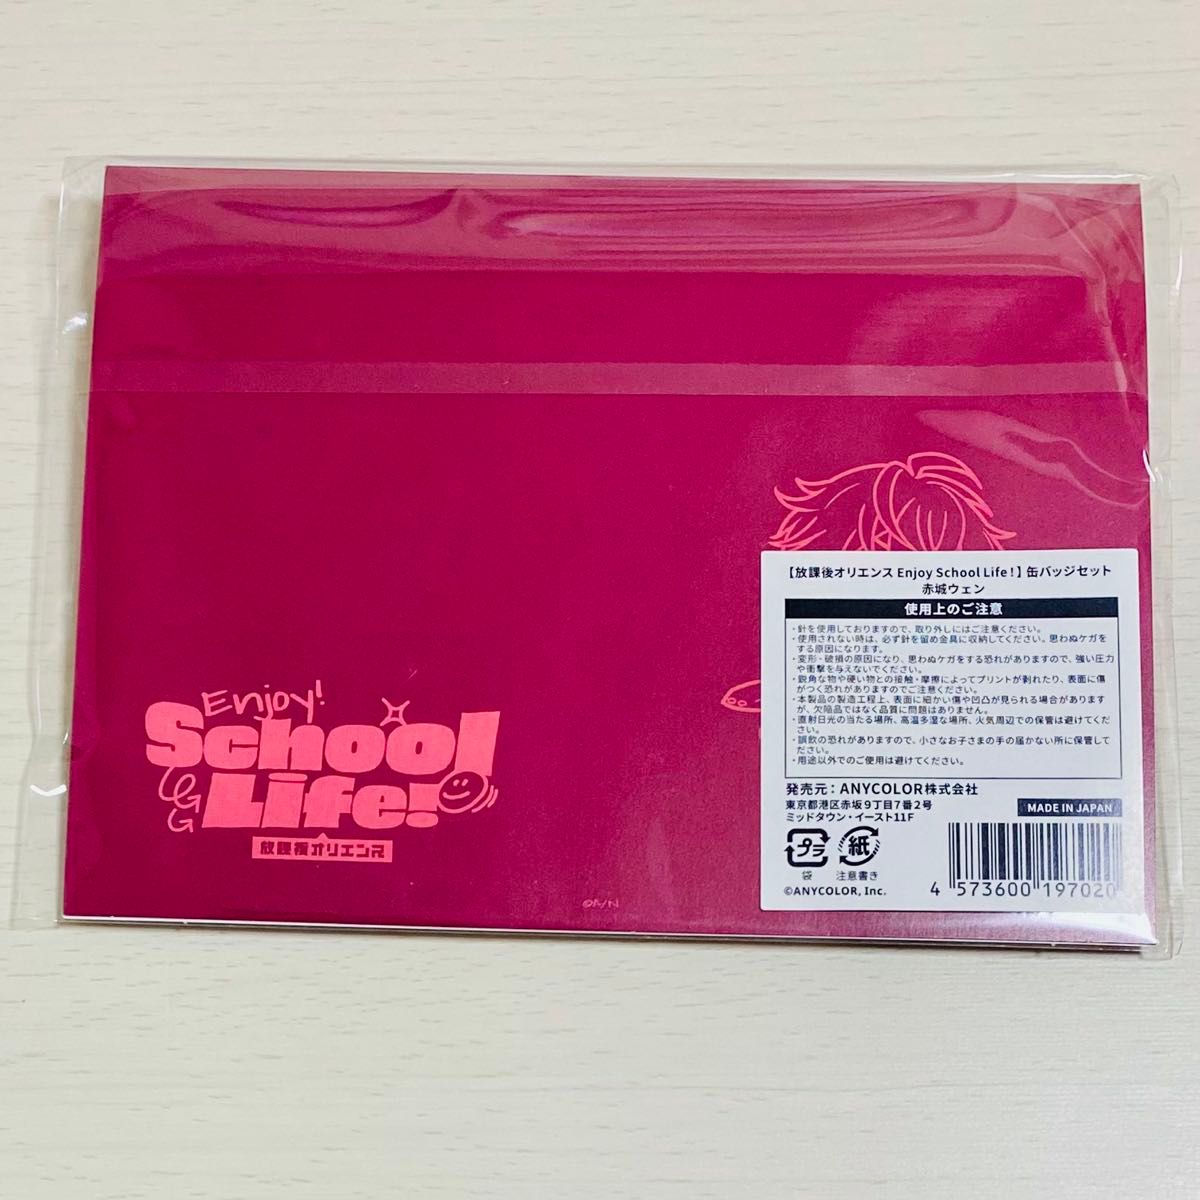 Enjoy!
School
Life!
放課後オリエンス
【放課後オリエンス Enjoy School Life!】缶バッジセット
赤城ウェン
使用上のご注意
・針を使用しておりますので、取り外しにはご注意ください。
・使用されない時は、必ず針を留め金具に収納してください。思わぬケガを
する原因になります。
・変形・破損の原因になり、思わぬケガをする恐れがありますので、強い圧力
や衝撃を与えないでください。
・鋭角な物や硬い物との接触・摩擦によってプリントが剥れたり、表面に傷
がつく恐れがありますのでご注意ください。
・本製品の製造工程上、表面に細かい傷や凹凸が見られる場合があります
が、欠陥品ではなく品質に問題はありません。
・直射日光の当たる場所、高温多湿な場所、火気周辺での保管は避けてくだ
さい。
・誤飲の恐れがありますので、小さなお子さまの手の届かない所に保管して
ください。
・用途以外でのご使用は避けてください。
発売元:ANYCOLOR株式会社
東京都港区赤坂9丁目7番2号
ミッドタウン・イースト11F
MADE IN JAPAN
プラ
袋
紙
注意書き
©ANYCOLOR, Inc.
4 573600 197020
©A/N